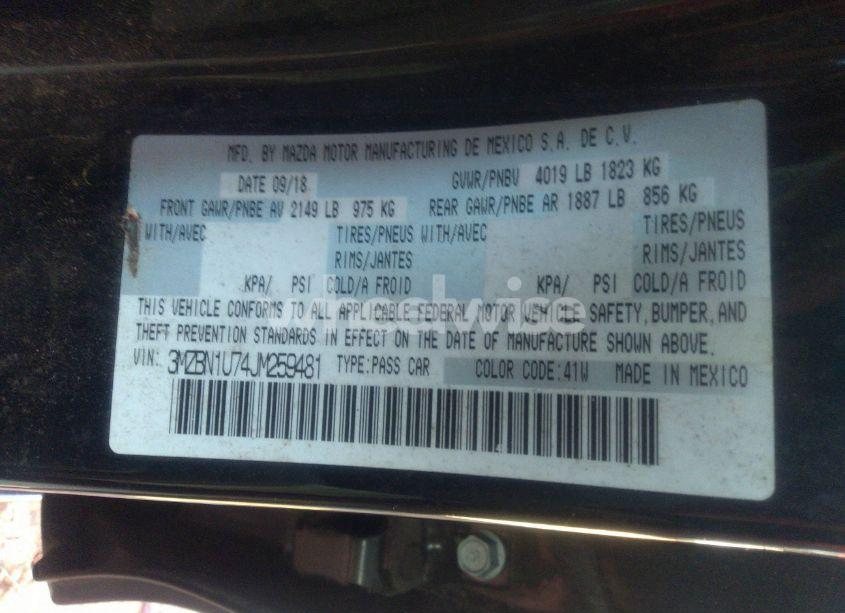 MFD. BY MAZDA MOTOR MANUFACTURING DE MEXICO S.A. DE C.V.
DATE 09/18 GVWR/PNBV 4019 LB 1823 KG
FRONT GAWR/PNBE AV 2149 LB 975 KG REAR GAWR/PNBE AR 1887 LB 856 KG
WITH/AVEC TIRES/PNEUS WITH/AVEC TIRES/PNEUS
RIMS/JANTES RIMS/JANTES
KPA/ PSI COLD/A FROID KPA/ PSI COLD/A FROID
THIS VEHICLE CONFORMS TO ALL APPLICABLE FEDERAL MOTOR VEHICLE SAFETY, BUMPER, AND
THEFT PREVENTION STANDARDS IN EFFECT ON THE DATE OF MANUFACTURE SHOWN ABOVE.
VIN: 3MZBN1U74JM259481 TYPE:PASS CAR COLOR CODE:41W MADE IN MEXICO